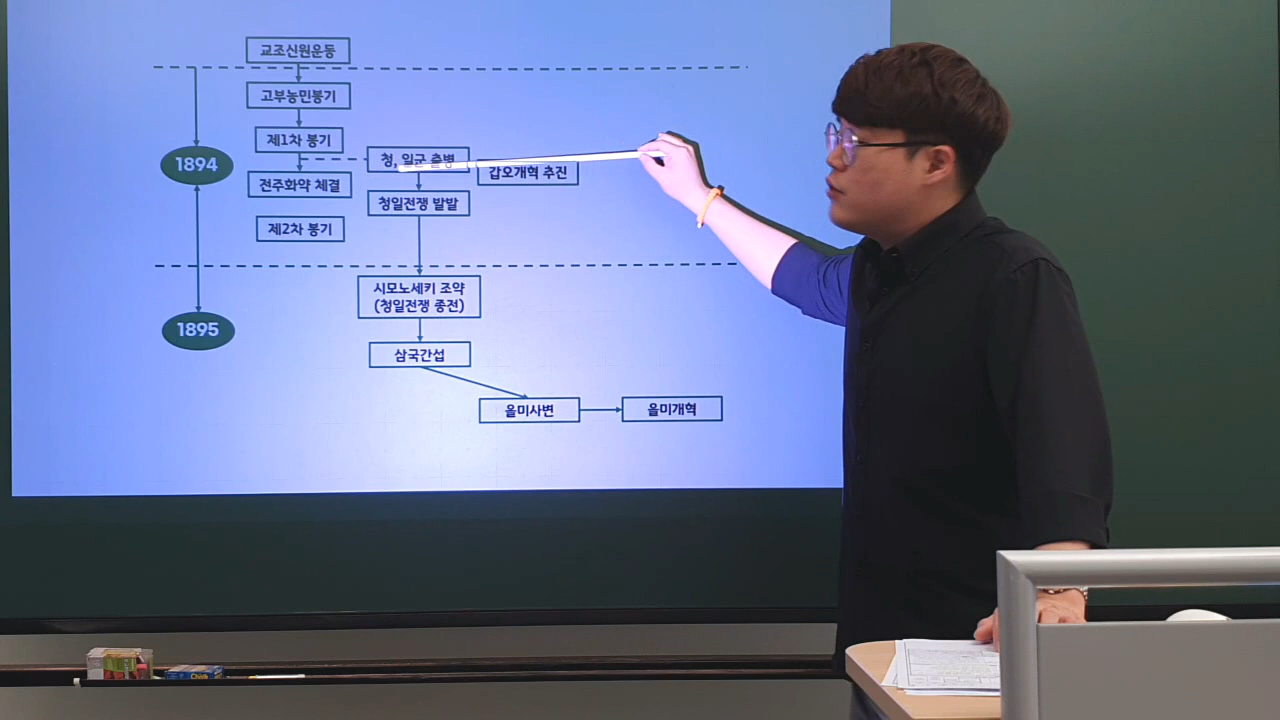 교조신원운동
고부농민봉기
제1차 봉기
1894
청, 일군 출병
갑오개혁 추진
전주화약 체결
청일전쟁 발발
제2차 봉기
시모노세키 조약
(청일전쟁 종전)
1895
삼국간섭
을미사변
을미개혁